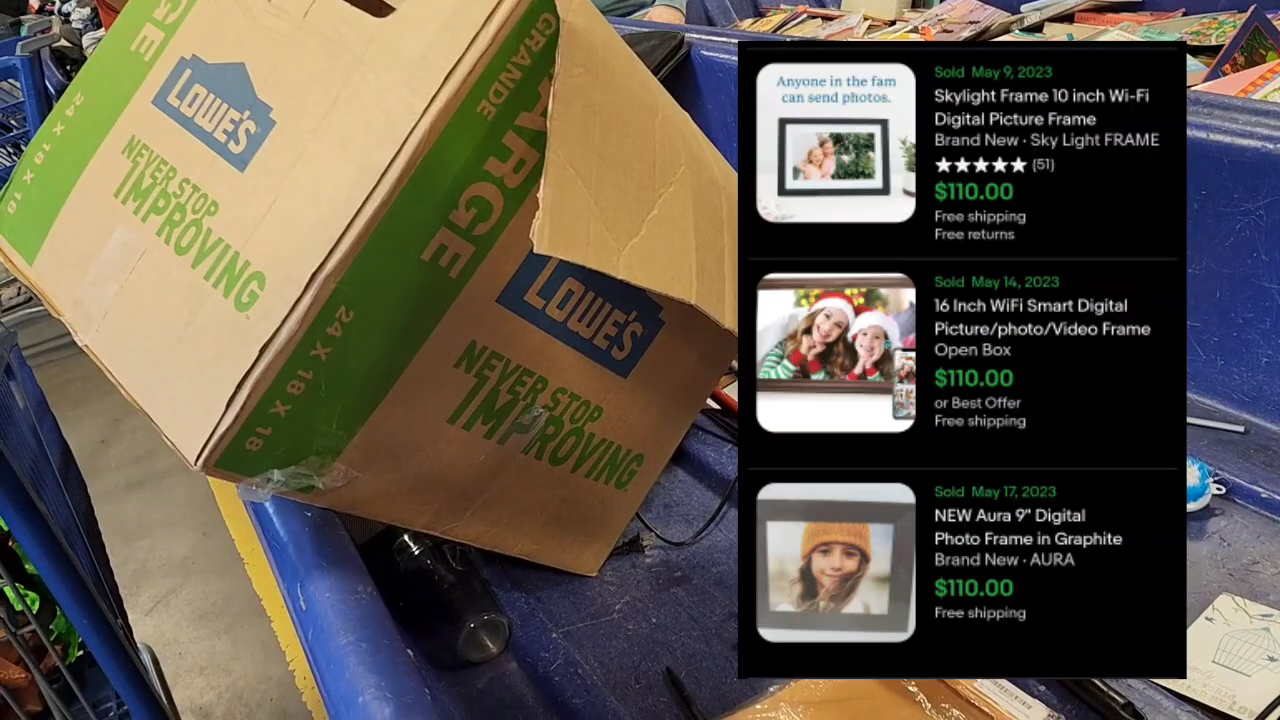 GE
24 X 18 X 18
LOWE'S
NEVER STOP
IMPROVING
GRANDE
LARGE
24 X 18 X 18
LOWE'S
NEVER STOP
IMPROVING
Anyone in the fam
can send photos.
Sold May 9, 2023
Skylight Frame 10 inch Wi-Fi
Digital Picture Frame
Brand New · Sky Light FRAME
(51)
$110.00
Free shipping
Free returns
Sold May 14, 2023
16 Inch WiFi Smart Digital
Picture/photo/Video Frame
Open Box
$110.00
or Best Offer
Free shipping
Sold May 17, 2023
NEW Aura 9" Digital
Photo Frame in Graphite
Brand New · AURA
$110.00
Free shipping